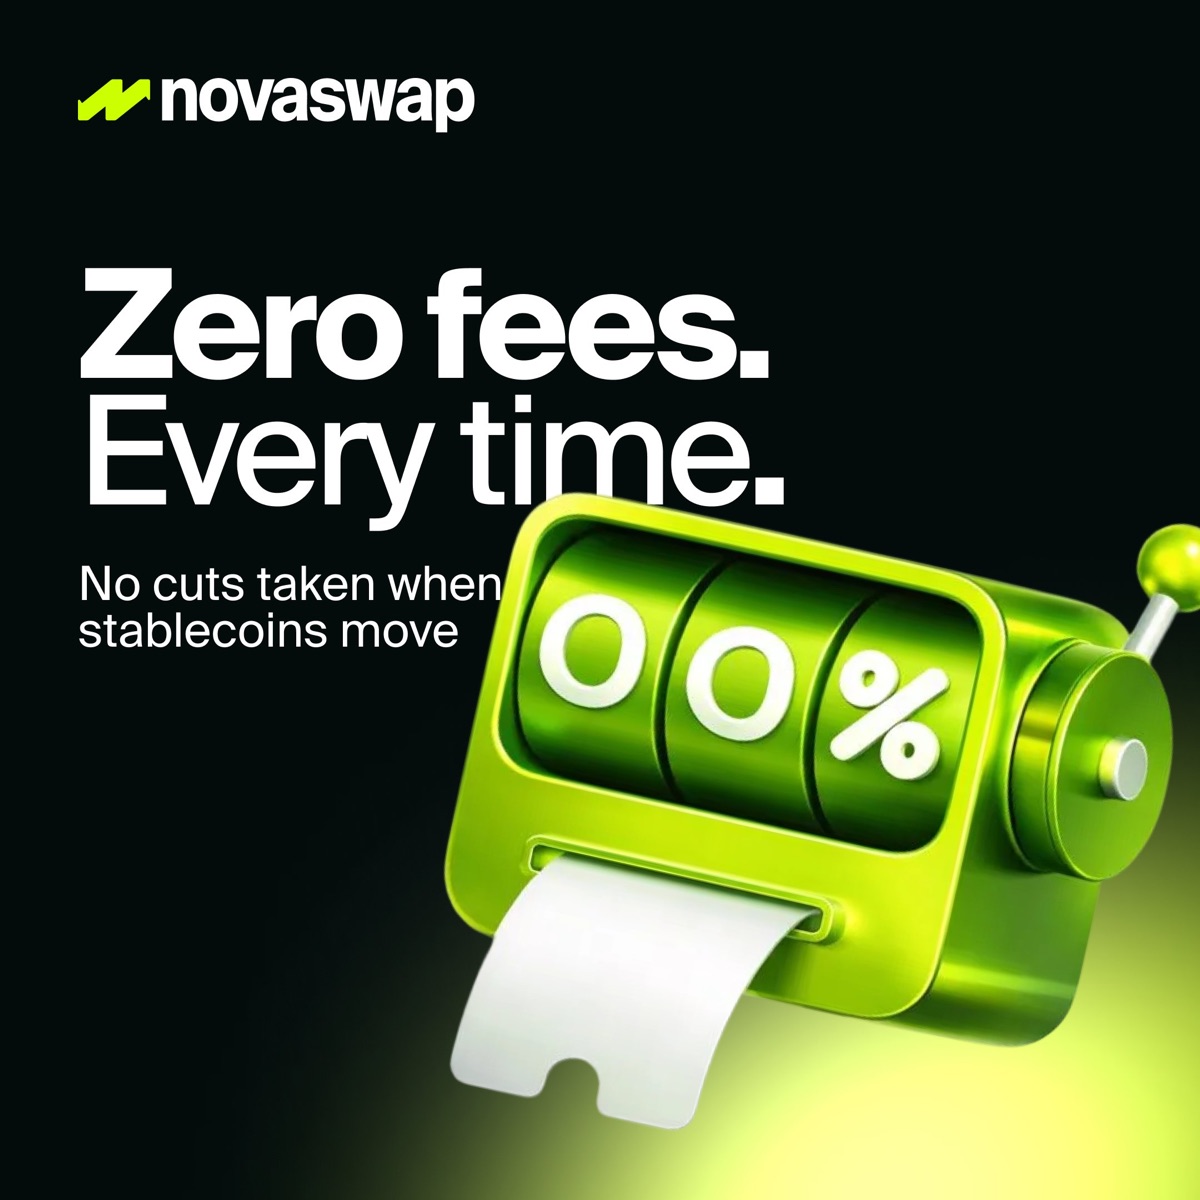 novaswap
Zero fees.
Every time.
No cuts taken when
stablecoins move
00%